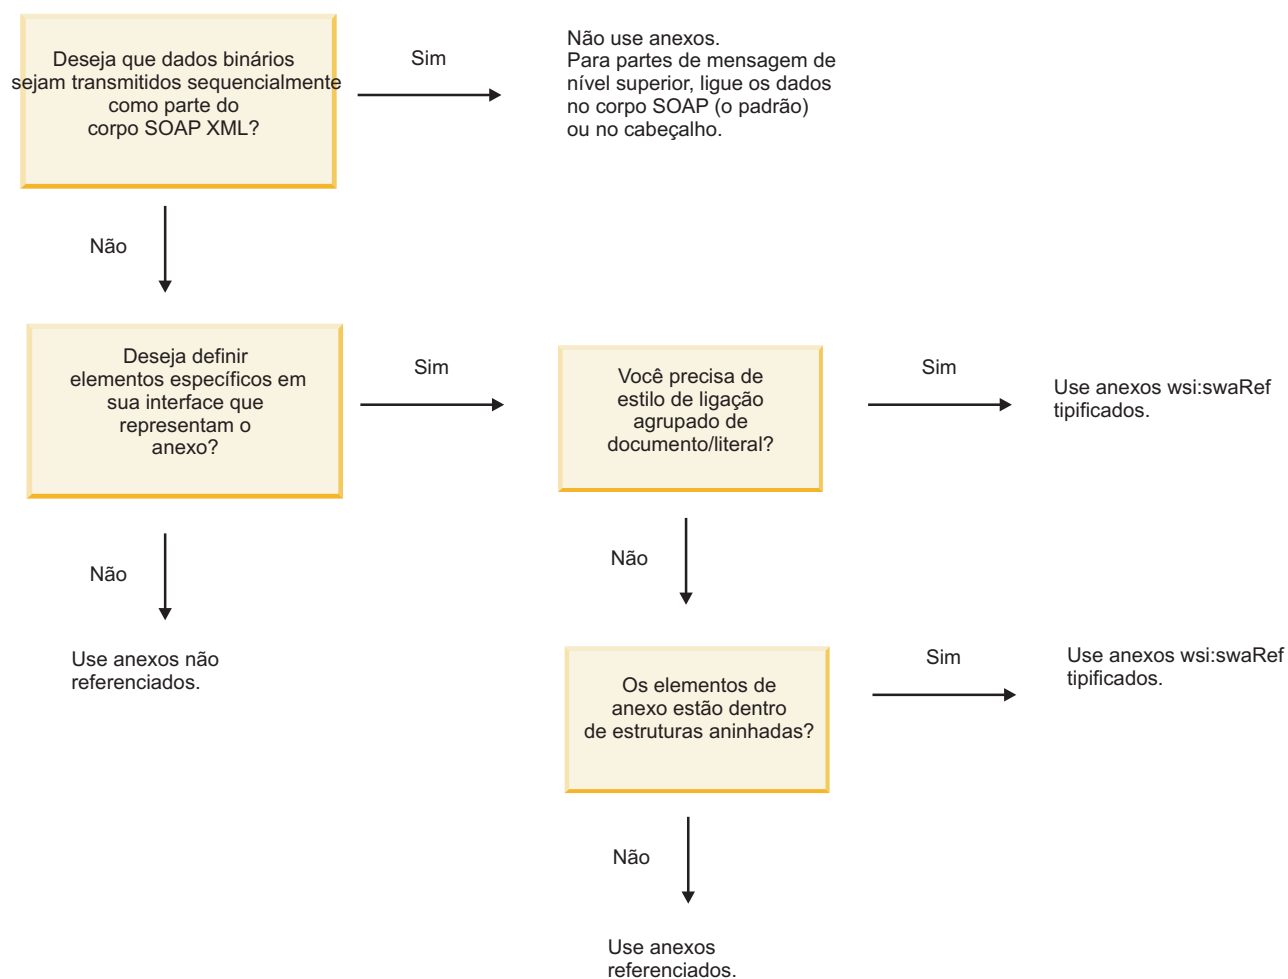 Deseja que dados binários
sejam transmitidos sequencialmente
como parte do
corpo SOAP XML?
Sim
Não use anexos.
Para partes de mensagem de
nível superior, ligue os dados
no corpo SOAP (o padrão)
ou no cabeçalho.
Não
Deseja definir
elementos específicos em
sua interface que
representam o
anexo?
Sim
Você precisa de
estilo de ligação
agrupado de
documento/literal?
Sim
Use anexos wsi:swaRef
tipificados.
Não
Use anexos não
referenciados.
Não
Os elementos de
anexo estão dentro
de estruturas aninhadas?
Sim
Use anexos wsi:swaRef
tipificados.
Não
Use anexos
referenciados.